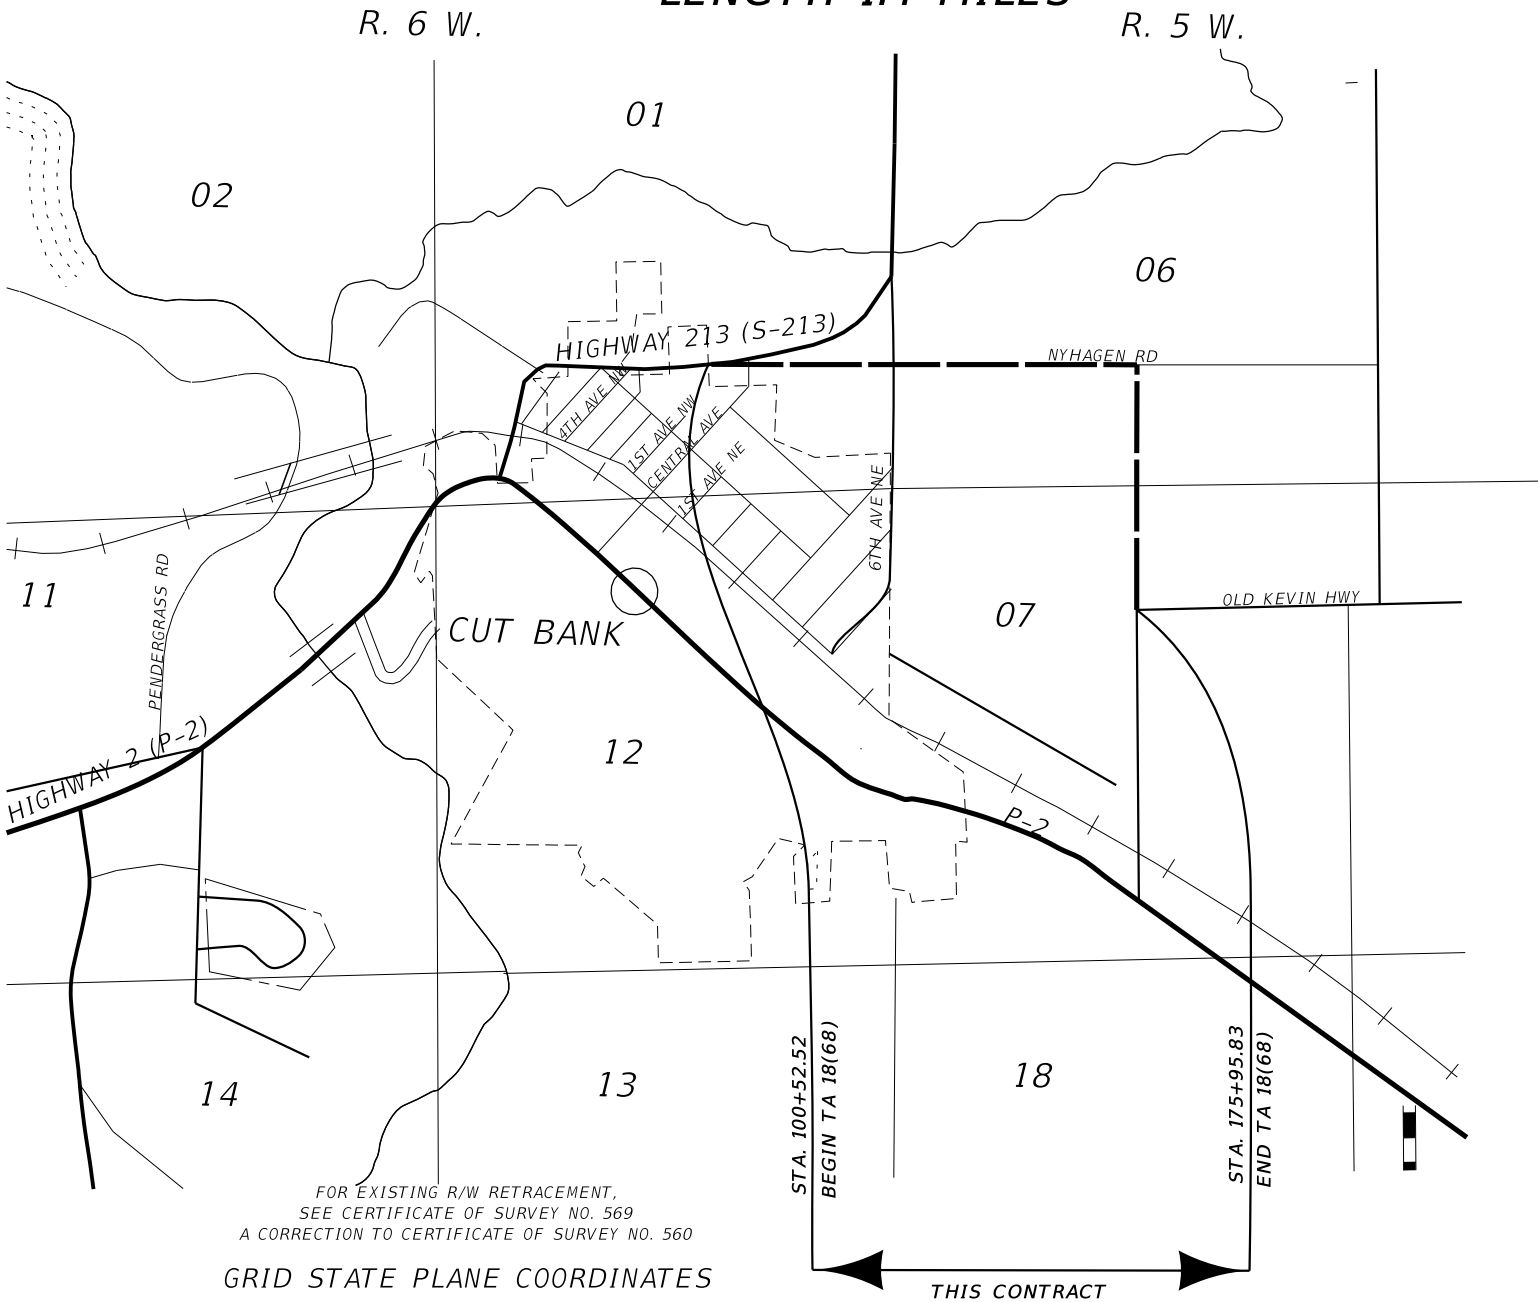 LENGTH IN MILES
R. 6 W.
R. 5 W.
01
02
06
HIGHWAY 213 (S-213)
NYHAGEN RD
4TH AVE NW
1ST AVE NW
CENTRAL AVE
1ST AVE NE
6TH AVE NE
PENDERGRASS RD
11
07
OLD KEVIN HWY
CUT BANK
HIGHWAY 2 (P-2)
12
P-2
14
13
18
STA. 100+52.52
BEGIN TA 18(68)
STA. 175+95.83
END TA 18(68)
FOR EXISTING R/W RETRACEMENT,
SEE CERTIFICATE OF SURVEY NO. 569
A CORRECTION TO CERTIFICATE OF SURVEY NO. 560
GRID STATE PLANE COORDINATES
THIS CONTRACT